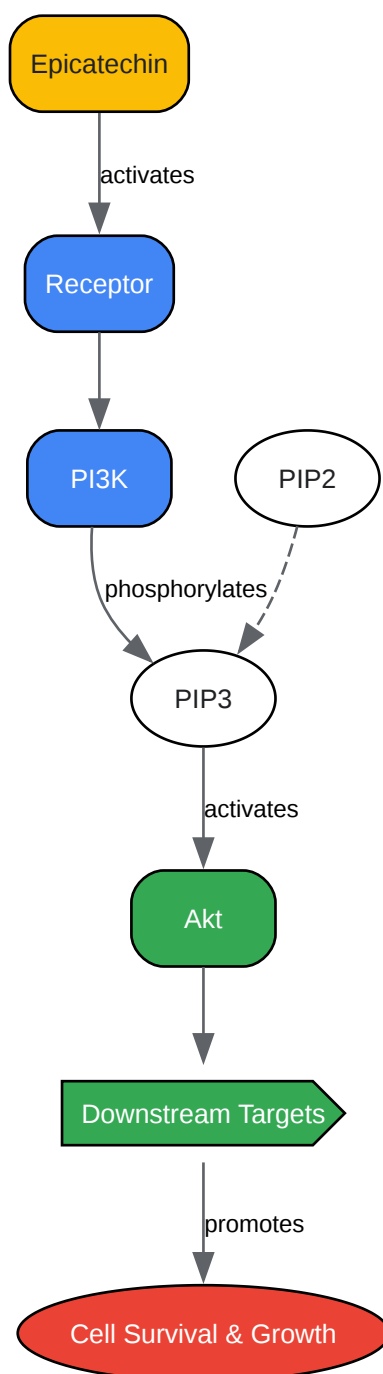 Epicatechin
activates
Receptor
PI3K
PIP2
phosphorylates
PIP3
activates
Akt
Downstream Targets
promotes
Cell Survival & Growth